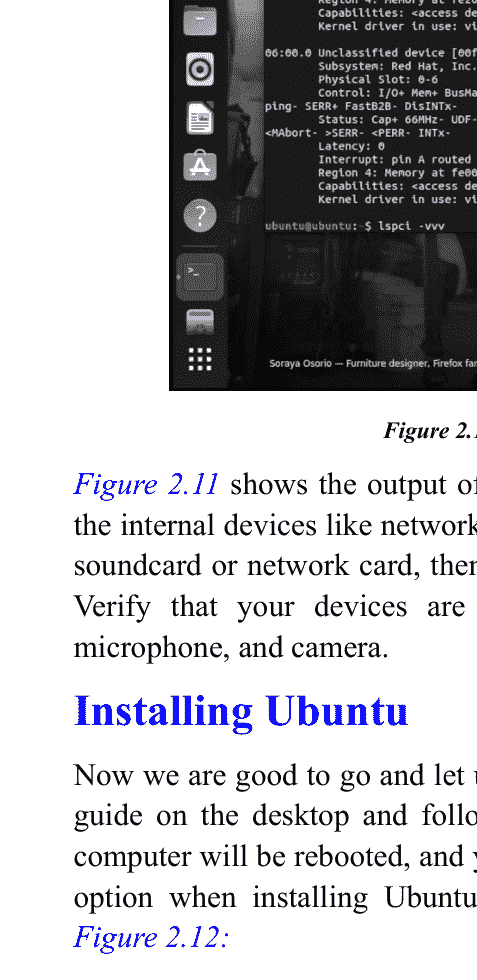 Capabilities: <access de
Kernel driver in use: vi
06:00.0 Unclassified device [00f
Subsystem: Red Hat, Inc.
Physical Slot: 0-6
Control: I/O+ Mem+ BusMa
ping- SERR+ FastB2B- DisINTx-
Status: Cap+ 66MHz- UDF-
<MAbort- >SERR- <PERR- INTx-
Latency: 0
Interrupt: pin A routed
Region 4: Memory at fe00
Capabilities: <access de
Kernel driver in use: vi
ubuntu@ubuntu:~$ lspci -vvv
Soraya Osorio — Furniture designer, Firefox fan
Figure 2.1
Figure 2.11 shows the output of
the internal devices like network
soundcard or network card, then
Verify that your devices are
microphone, and camera.
Installing Ubuntu
Now we are good to go and let u
guide on the desktop and follo
computer will be rebooted, and y
option when installing Ubuntu
Figure 2.12: